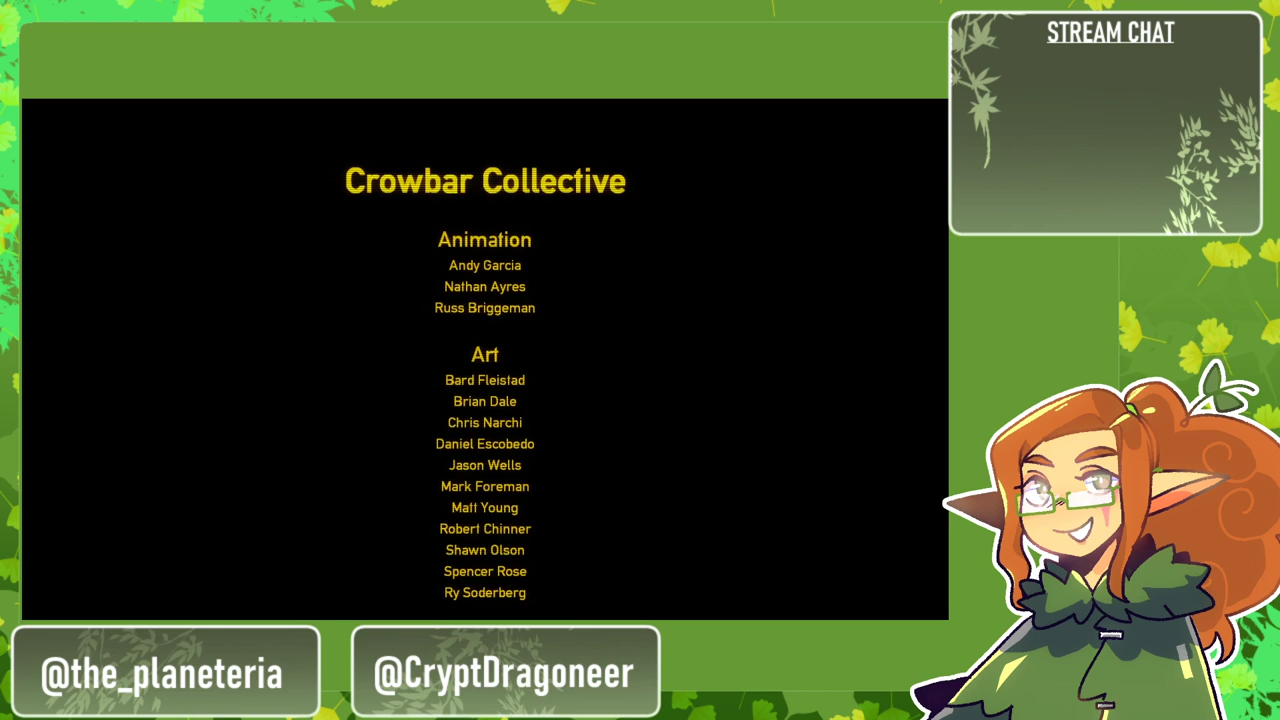 STREAM CHAT
Crowbar Collective
Animation
Andy Garcia
Nathan Ayres
Russ Briggeman
Art
Bard Fleistad
Brian Dale
Chris Narchi
Daniel Escobedo
Jason Wells
Mark Foreman
Matt Young
Robert Chinner
Shawn Olson
Spencer Rose
Ry Soderberg
@the_planeteria
@CryptDragoneer